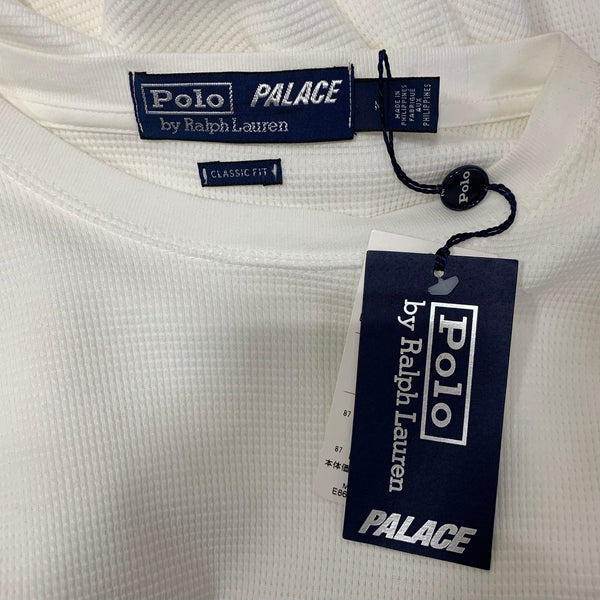 Polo PALACE
by Ralph Lauren
MADE IN
PHILIPPINES
FABRIQUÉ
AUX
PHILIPPINES
CLASSIC FIT
Polo
Polo
by Ralph Lauren
PALACE
87
87
本体価
M
E86